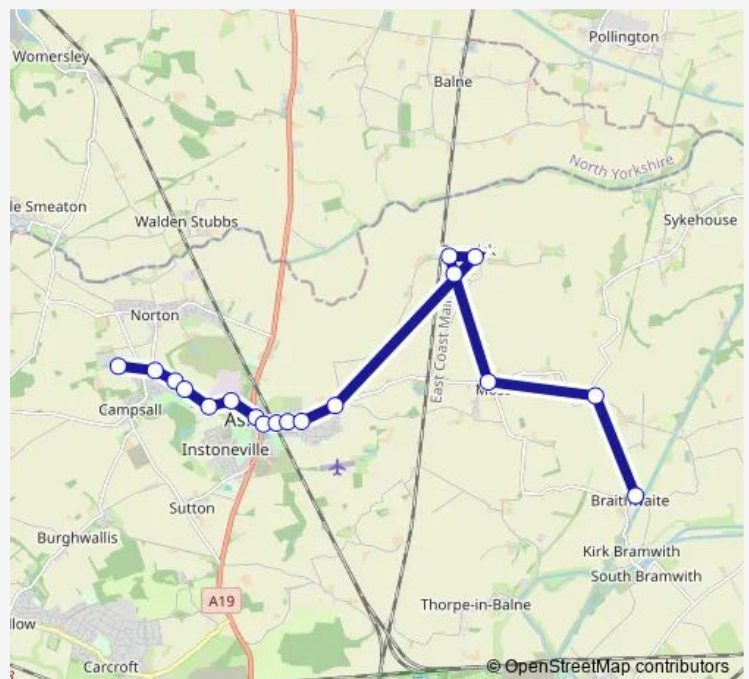 Womersley
Pollington
Balne
North Yorkshire
le Smeaton
Walden Stubbs
Sykehouse
Norton
East Coast Main
Campsall
Instoneville
Sutton
Braithwaite
Burghwallis
Kirk Bramwith
South Bramwith
A19
Thorpe-in-Balne
llow
Carcroft
© OpenStreetMap contributors